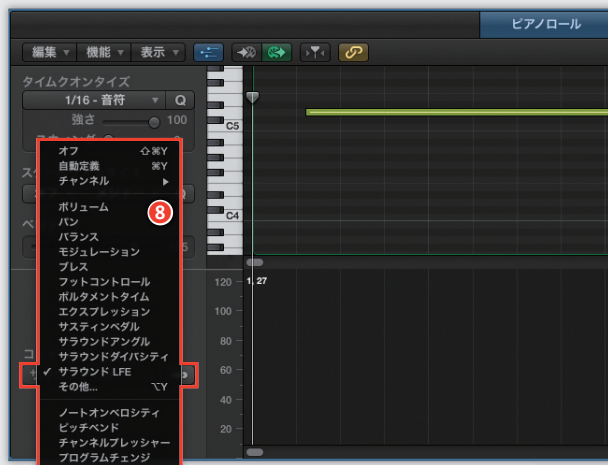 ピアノロール
編集 機能 表示
タイムクオンタイズ
1/16 - 音符 Q
強さ 100
C5
オフ ⇧⌘Y
自動定義 ⌘Y
チャンネル ▶
ボリューム
8
パン
C4
バランス
モジュレーション
ブレス
フットコントロール
120 1, 27
ポルタメントタイム
エクスプレッション
100
サスティンペダル
サラウンドアングル
80
サラウンドダイバシティ
✓ サラウンド LFE
60
その他... ⌥Y
40
ノートオンベロシティ
ピッチベンド
20
チャンネルプレッシャー
プログラムチェンジ